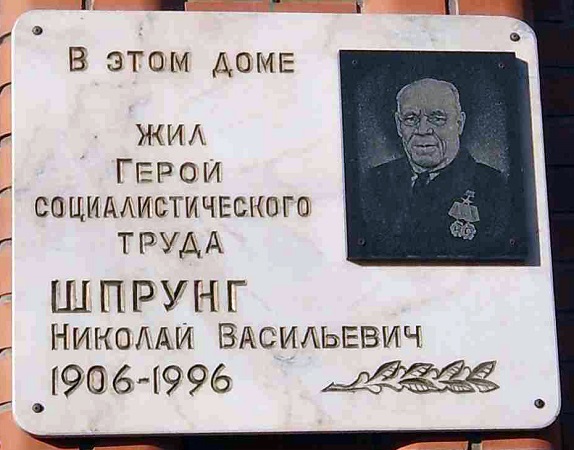 В ЭТОМ ДОМЕ
ЖИЛ
ГЕРОЙ
СОЦИАЛИСТИЧЕСКОГО
ТРУДА
ШПРУНГ
НИКОЛАЙ ВАСИЛЬЕВИЧ
1906-1996